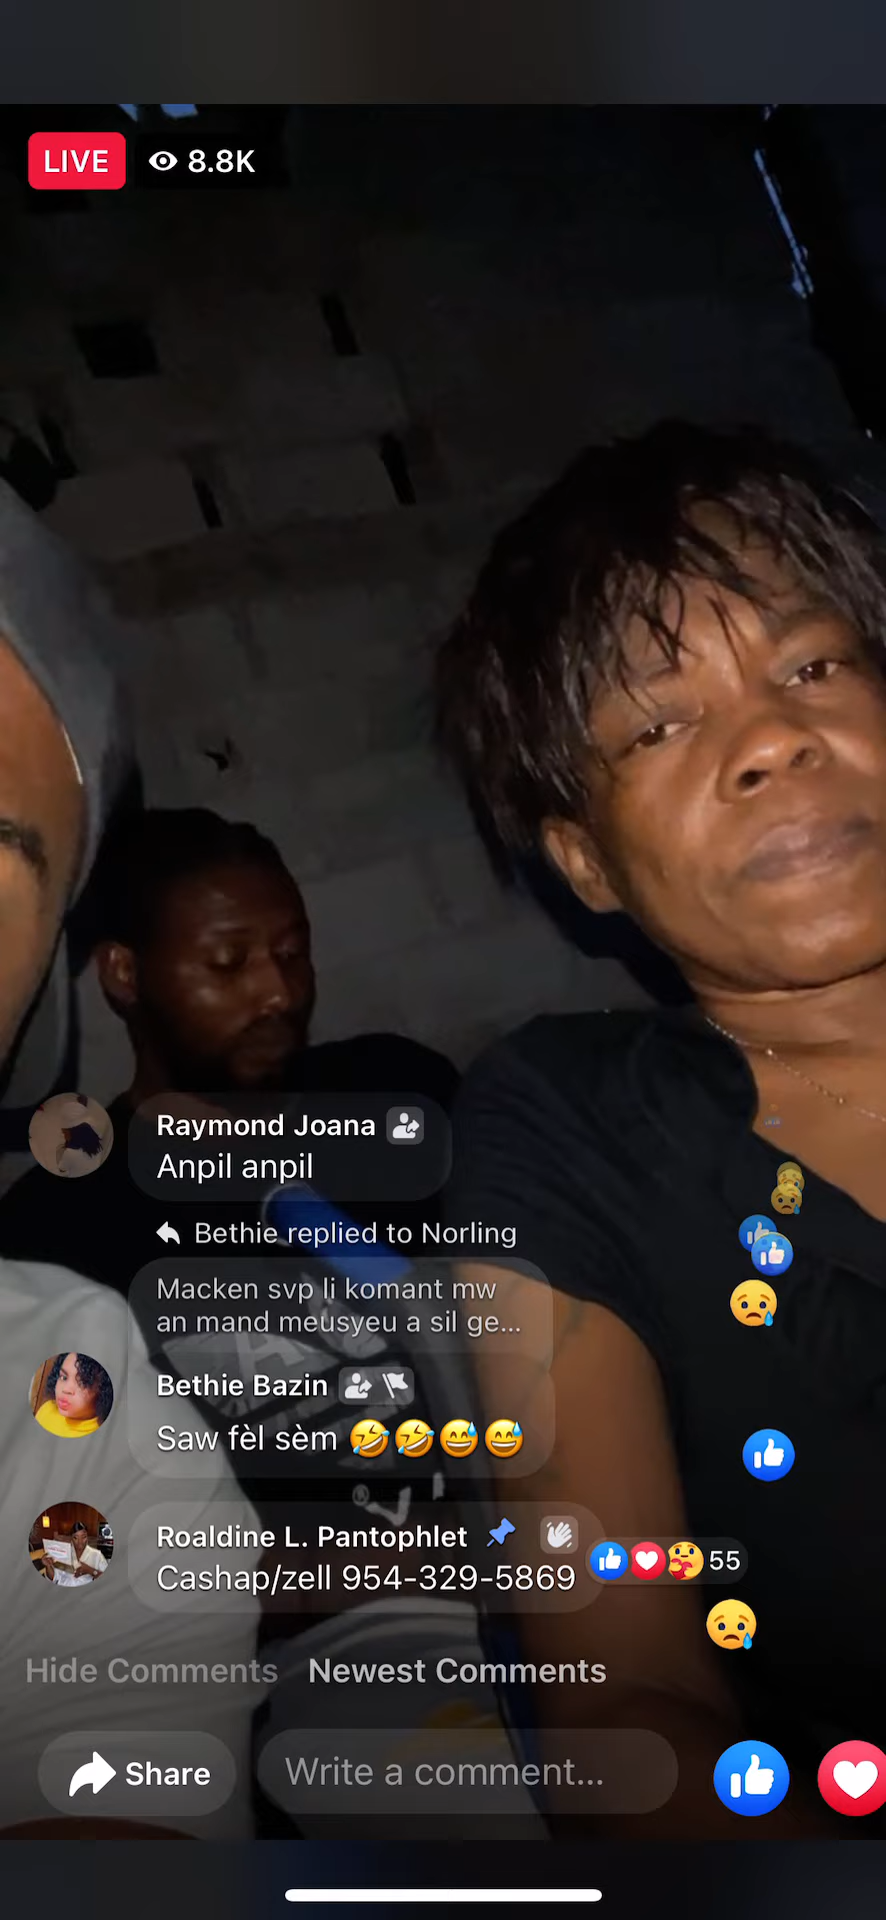 LIVE 8.8K
Raymond Joana
Anpil anpil
Bethie replied to Norling
Macken svp li komant mw
an mand meusyeu a sil ge...
Bethie Bazin
Saw fèl sèm 🤣🤣😅😅
Roaldine L. Pantophlet
Cashap/zell 954-329-5869
55
Hide Comments Newest Comments
Share Write a comment...